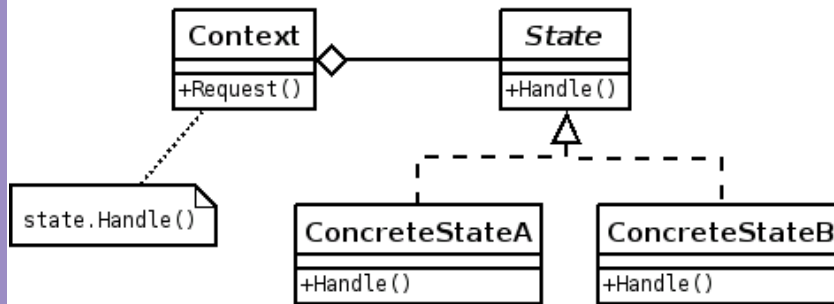 Context
+Request()
State
+Handle()
state.Handle()
ConcreteStateA
+Handle()
ConcreteStateB
+Handle()